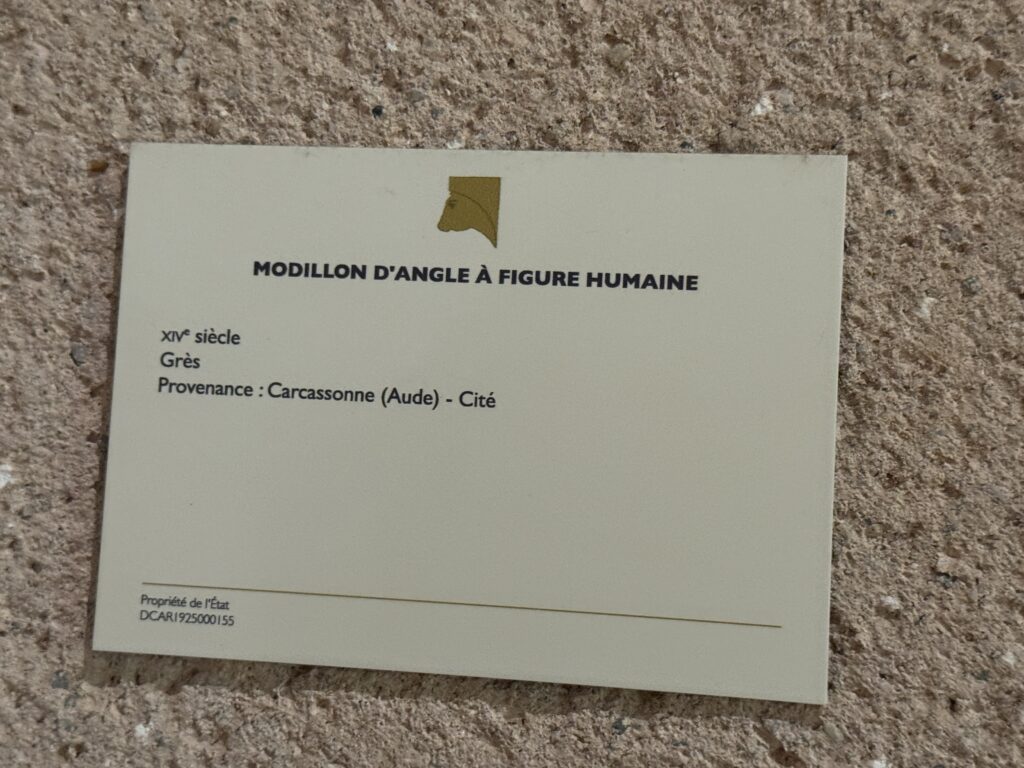 MODILLON D'ANGLE À FIGURE HUMAINE
XIVe siècle
Grès
Provenance : Carcassonne (Aude) - Cité
Propriété de l'État
DCAR1925000155